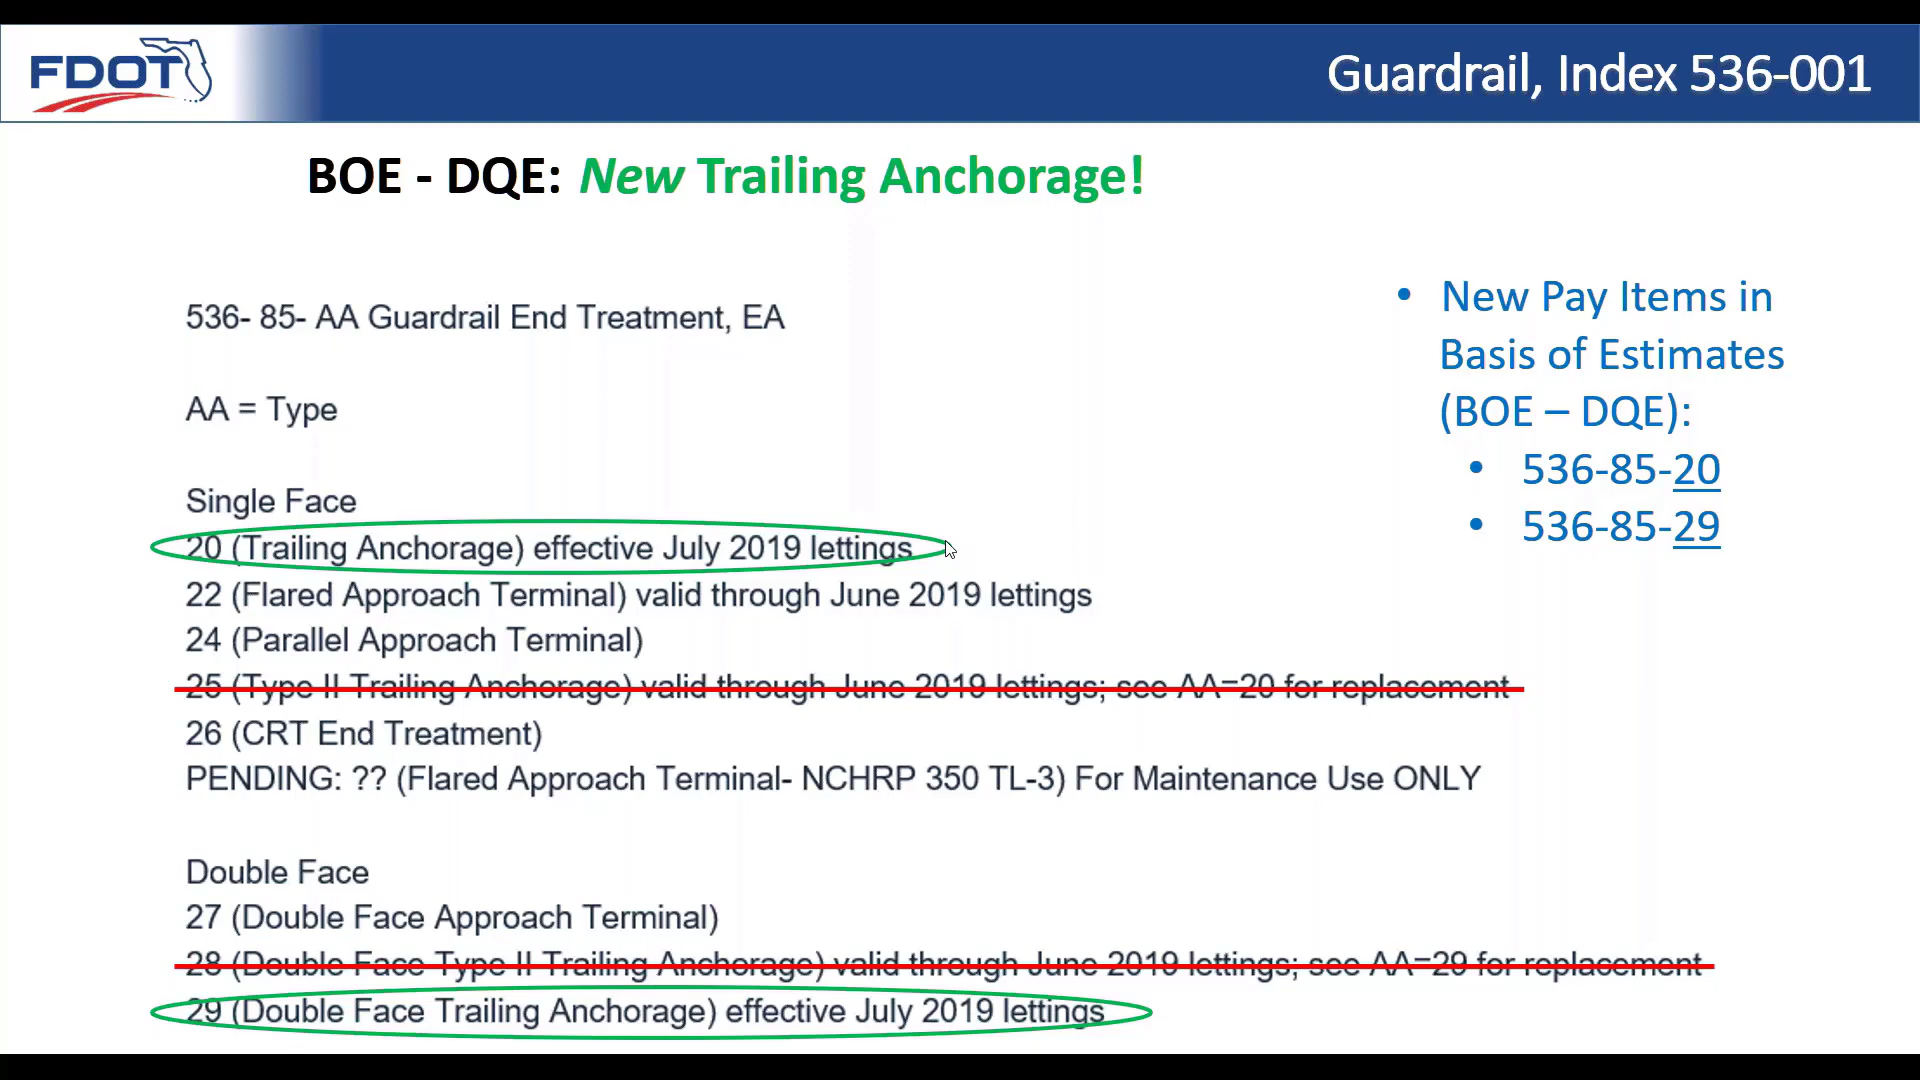 FDOT
Guardrail, Index 536-001
BOE - DQE: New Trailing Anchorage!
536- 85- AA Guardrail End Treatment, EA
AA = Type
Single Face
20 (Trailing Anchorage) effective July 2019 lettings
22 (Flared Approach Terminal) valid through June 2019 lettings
24 (Parallel Approach Terminal)
25 (Type II Trailing Anchorage) valid through June 2019 lettings; see AA=20 for replacement
26 (CRT End Treatment)
PENDING: ?? (Flared Approach Terminal- NCHRP 350 TL-3) For Maintenance Use ONLY
Double Face
27 (Double Face Approach Terminal)
28 (Double Face Type II Trailing Anchorage) valid through June 2019 lettings; see AA=29 for replacement
29 (Double Face Trailing Anchorage) effective July 2019 lettings
• New Pay Items in
Basis of Estimates
(BOE – DQE):
• 536-85-20
• 536-85-29